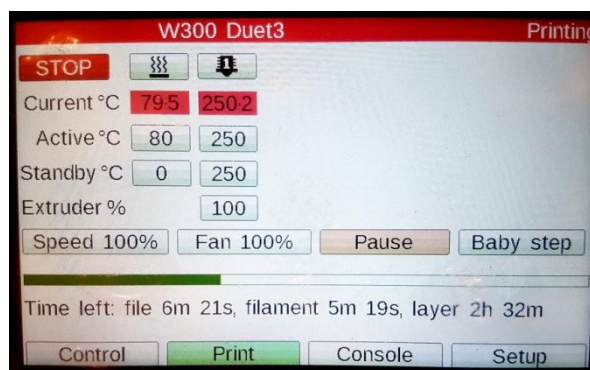 W300 Duet3 Printing
STOP 1
Current °C 79·5 250·2
Active °C 80 250
Standby °C 0 250
Extruder % 100
Speed 100% Fan 100% Pause Baby step
Time left: file 6m 21s, filament 5m 19s, layer 2h 32m
Control Print Console Setup